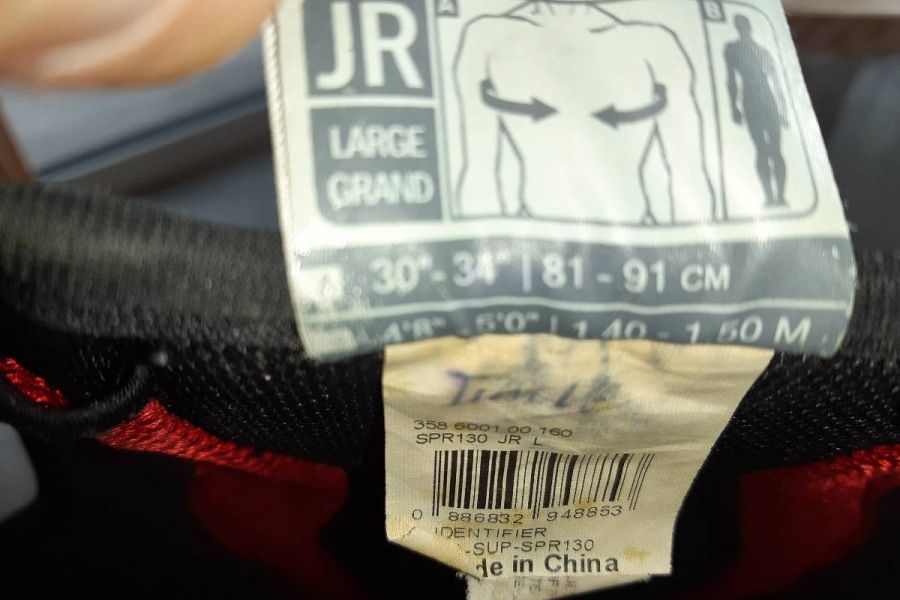 JR
A
B
LARGE
GRAND
30"-34" | 81 - 91 CM
4'8" - 5'0" | 1.40 - 1.50 M
358 6001 00 160
SPR130 JR L
0 886832 948853
IDENTIFIER
-SUP-SPR130
de in China